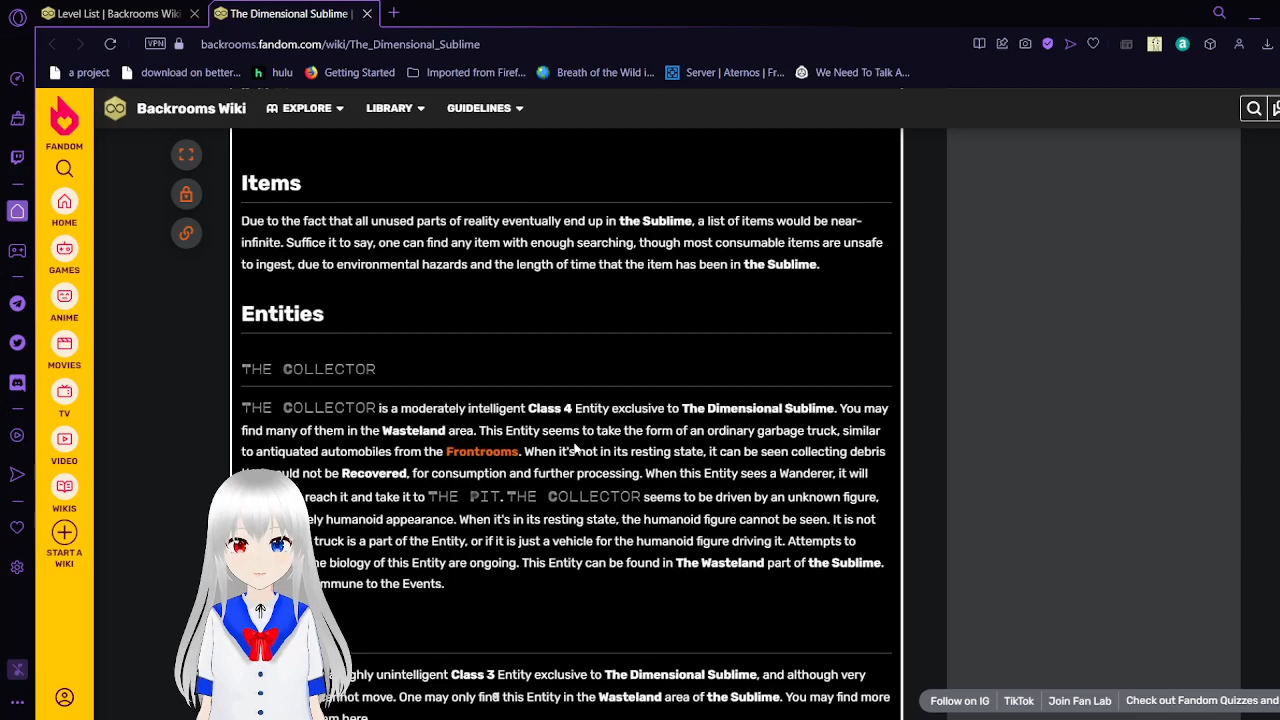 Level List | Backrooms Wiki
The Dimensional Sublime |
VPN
backrooms.fandom.com/wiki/The_Dimensional_Sublime
a project
download on better...
hulu
Getting Started
Imported from Firef...
Breath of the Wild i...
Server | Aternos | Fr...
We Need To Talk A...
FANDOM
HOME
GAMES
ANIME
MOVIES
TV
VIDEO
WIKIS
START A
WIKI
Backrooms Wiki
EXPLORE
LIBRARY
GUIDELINES
Items
Due to the fact that all unused parts of reality eventually end up in the Sublime, a list of items would be near-
infinite. Suffice it to say, one can find any item with enough searching, though most consumable items are unsafe
to ingest, due to environmental hazards and the length of time that the item has been in the Sublime.
Entities
THE COLLECTOR
THE COLLECTOR is a moderately intelligent Class 4 Entity exclusive to The Dimensional Sublime. You may
find many of them in the Wasteland area. This Entity seems to take the form of an ordinary garbage truck, similar
to antiquated automobiles from the Frontrooms. When it's not in its resting state, it can be seen collecting debris
not be Recovered, for consumption and further processing. When this Entity sees a Wanderer, it will
reach it and take it to THE PIT. THE COLLECTOR seems to be driven by an unknown figure,
humanoid appearance. When it's in its resting state, the humanoid figure cannot be seen. It is not
truck is a part of the Entity, or if it is just a vehicle for the humanoid figure driving it. Attempts to
biology of this Entity are ongoing. This Entity can be found in The Wasteland part of the Sublime.
to the Events.
unintelligent Class 3 Entity exclusive to The Dimensional Sublime, and although very
move. One may only find this Entity in the Wasteland area of the Sublime. You may find more
here.
Follow on IG
TikTok
Join Fan Lab
Check out Fandom Quizzes and